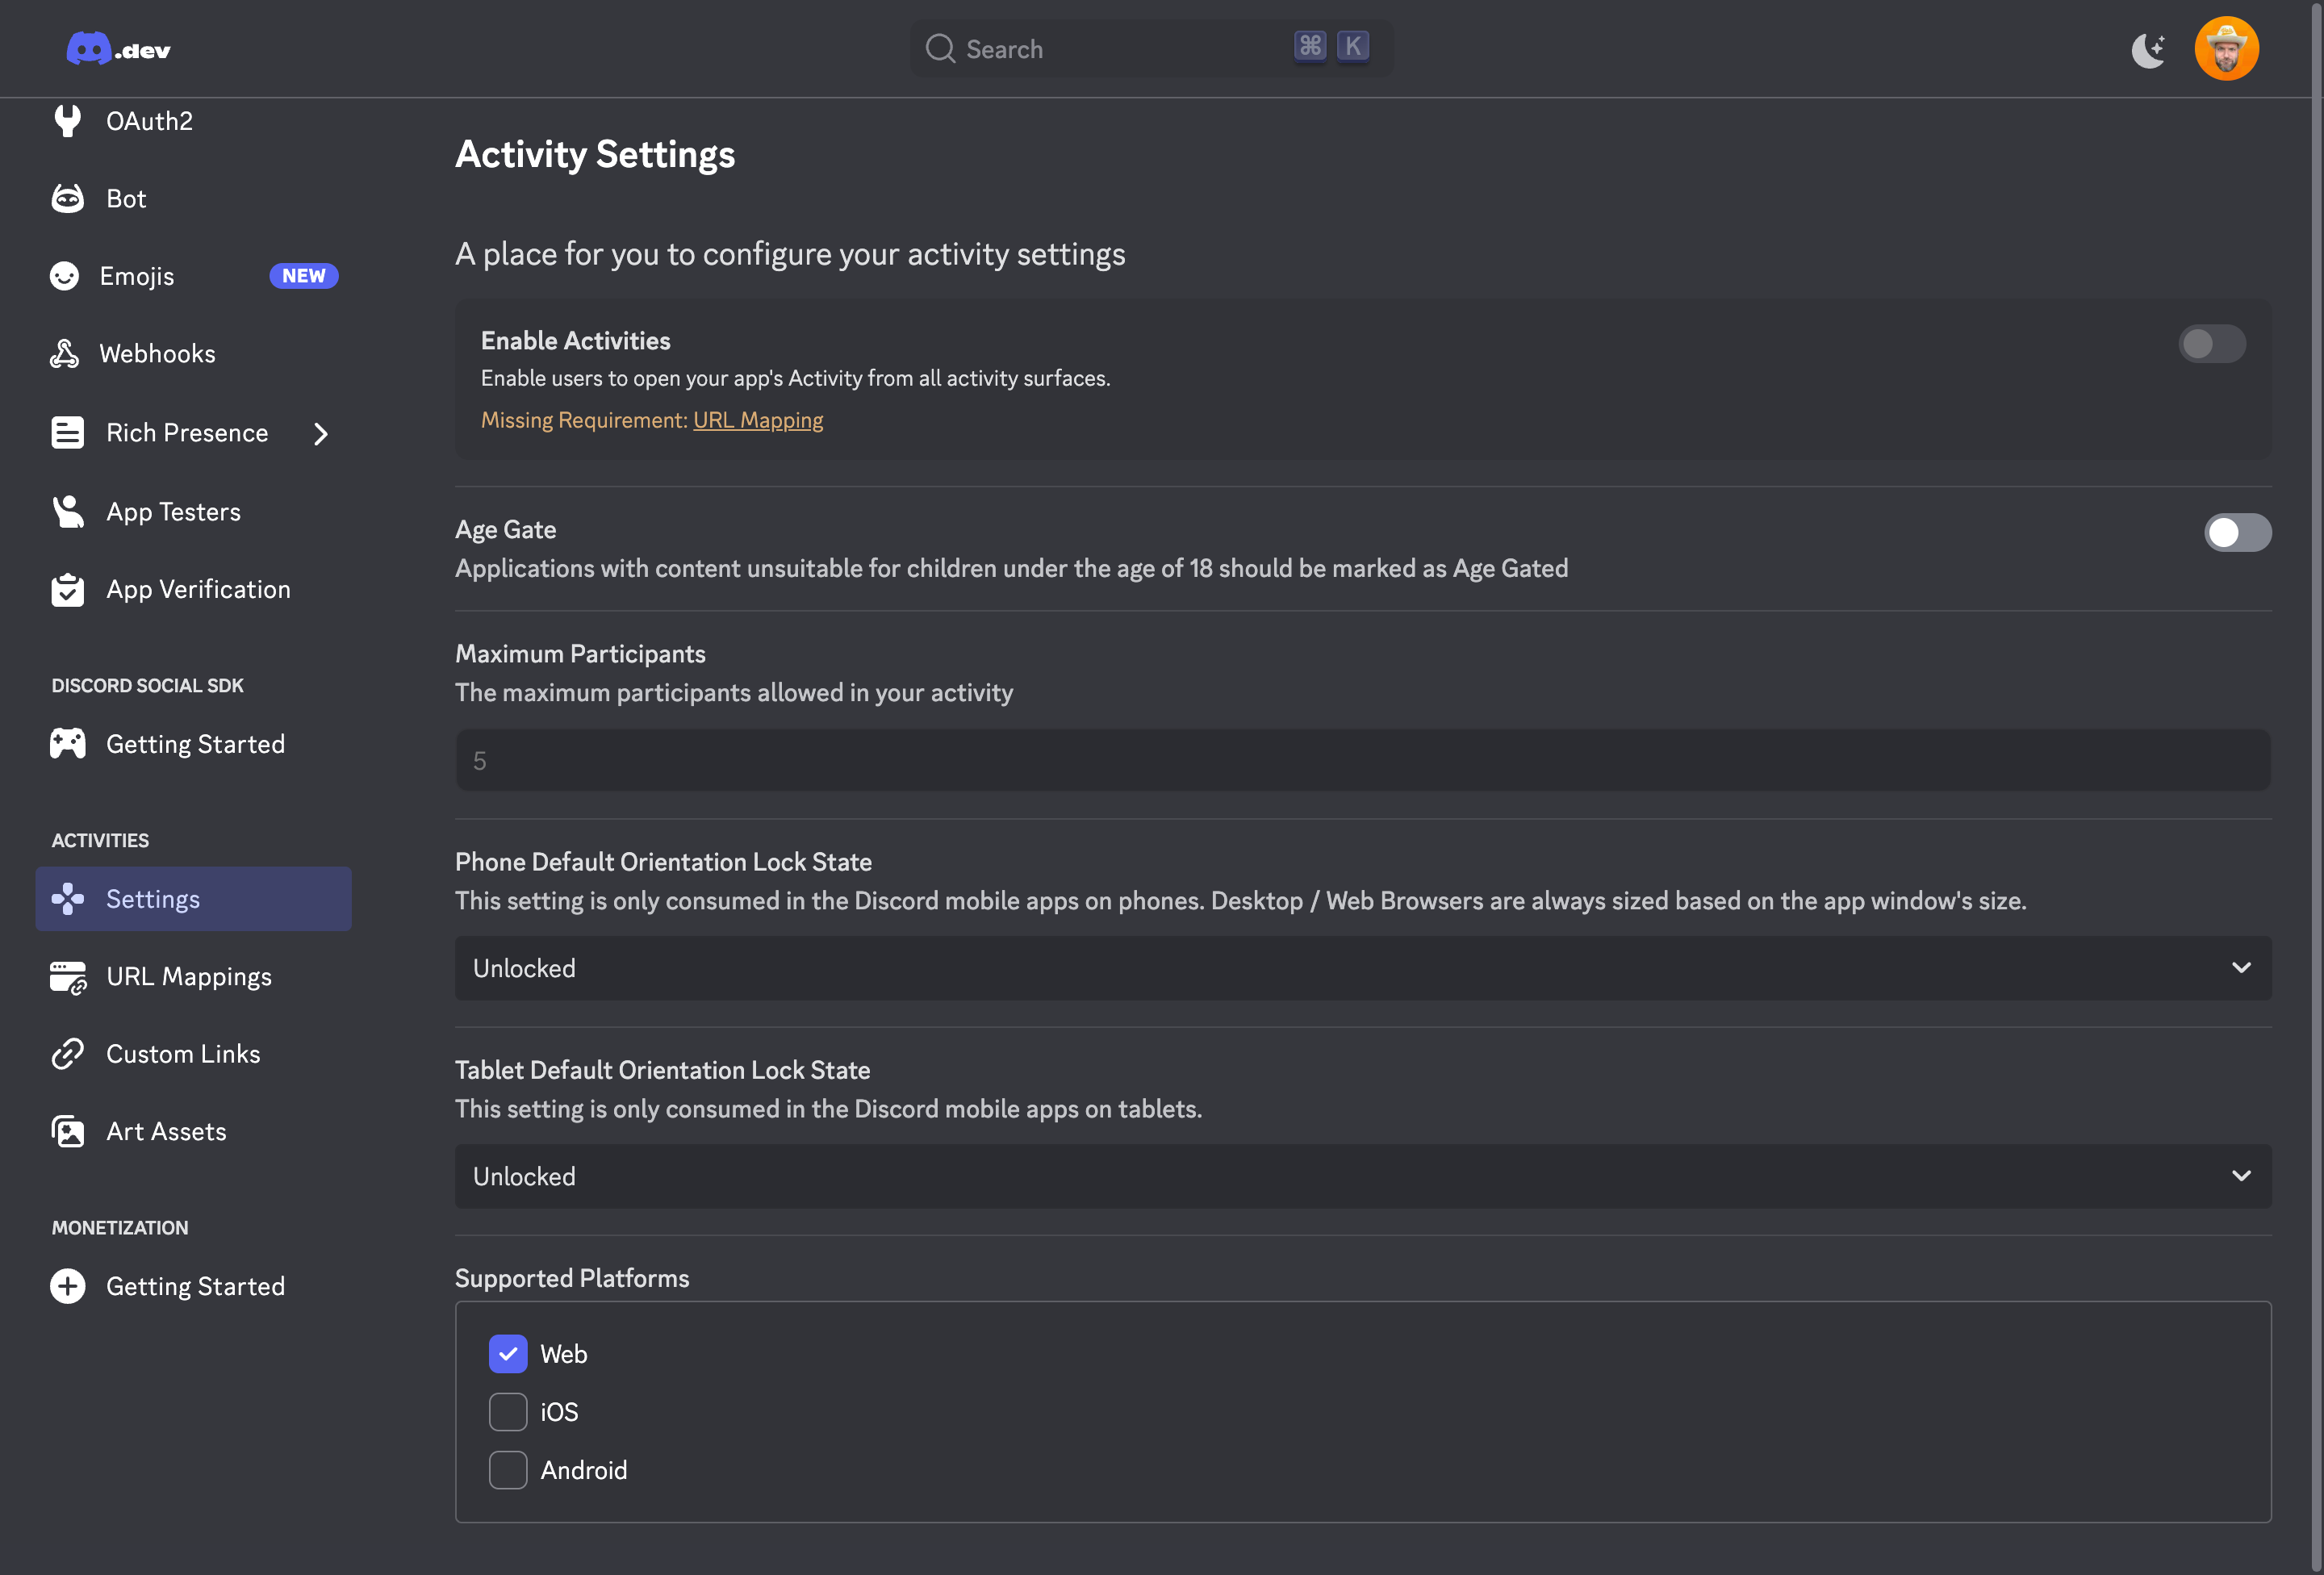 .dev
Search
⌘ K
OAuth2
Bot
Emojis NEW
Webhooks
Rich Presence
App Testers
App Verification
DISCORD SOCIAL SDK
Getting Started
ACTIVITIES
Settings
URL Mappings
Custom Links
Art Assets
MONETIZATION
Getting Started
Activity Settings
A place for you to configure your activity settings
Enable Activities
Enable users to open your app's Activity from all activity surfaces.
Missing Requirement: URL Mapping
Age Gate
Applications with content unsuitable for children under the age of 18 should be marked as Age Gated
Maximum Participants
The maximum participants allowed in your activity
5
Phone Default Orientation Lock State
This setting is only consumed in the Discord mobile apps on phones. Desktop / Web Browsers are always sized based on the app window's size.
Unlocked
Tablet Default Orientation Lock State
This setting is only consumed in the Discord mobile apps on tablets.
Unlocked
Supported Platforms
Web
iOS
Android